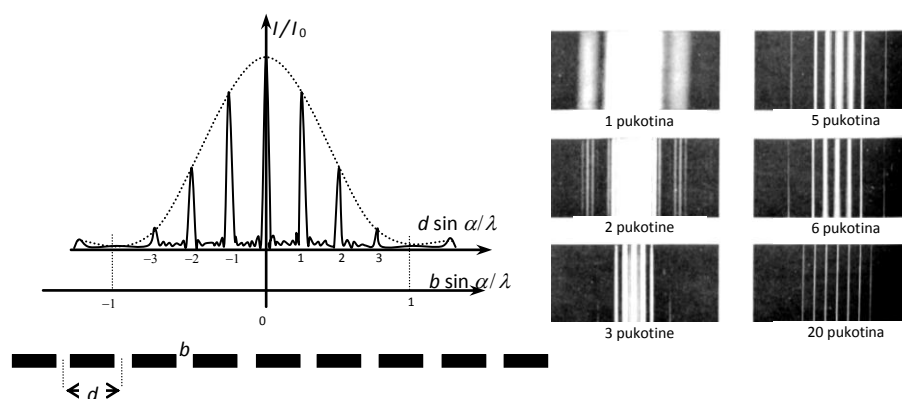 I/I₀
d sin α/λ
−3 −2 −1 1 2 3
b sin α/λ
−1 1
0
b
d
1 pukotina
5 pukotina
2 pukotine
6 pukotina
3 pukotine
20 pukotina